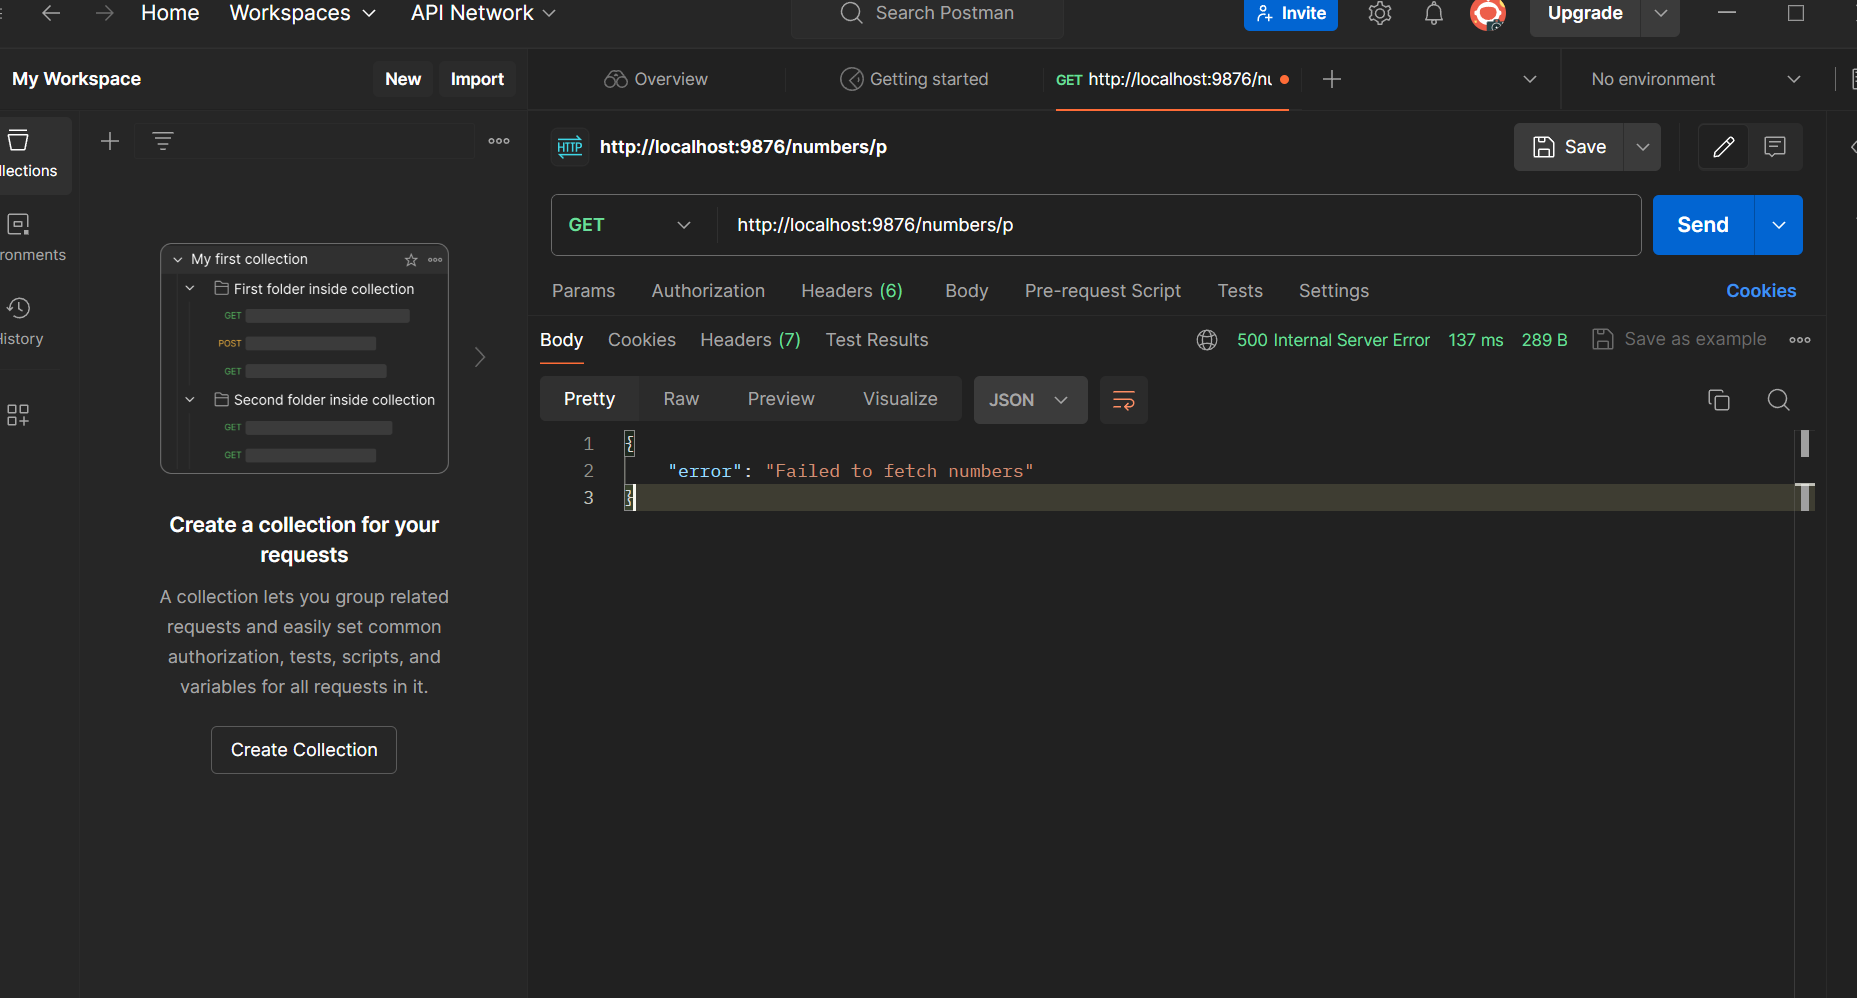 Home Workspaces API Network Search Postman Invite Upgrade
My Workspace New Import Overview Getting started GET http://localhost:9876/nu No environment
HTTP http://localhost:9876/numbers/p Save
GET http://localhost:9876/numbers/p Send
Params Authorization Headers (6) Body Pre-request Script Tests Settings Cookies
Body Cookies Headers (7) Test Results 500 Internal Server Error 137 ms 289 B Save as example
Pretty Raw Preview Visualize JSON
1 {
2 "error": "Failed to fetch numbers"
3 }
llections
ronments
History
My first collection
First folder inside collection
GET
POST
GET
Second folder inside collection
GET
GET
Create a collection for your
requests
A collection lets you group related
requests and easily set common
authorization, tests, scripts, and
variables for all requests in it.
Create Collection